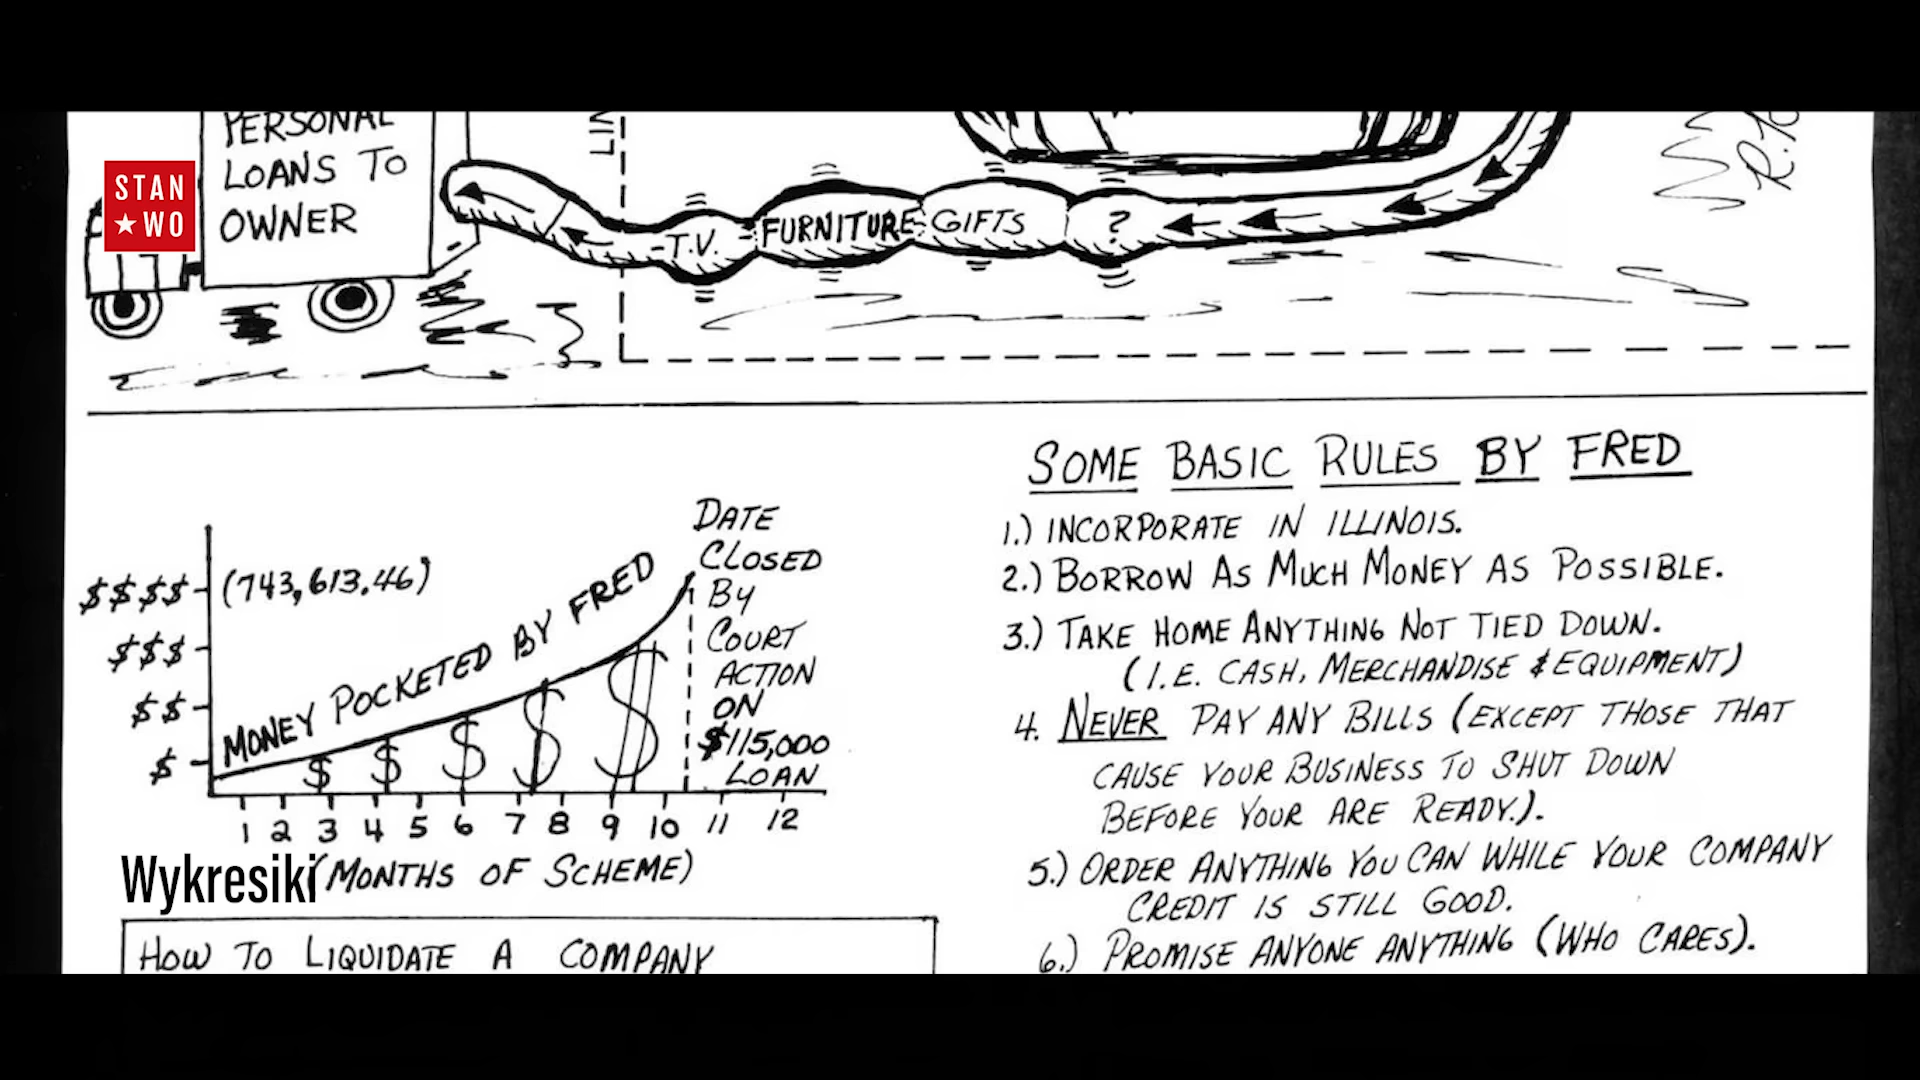 PERSONAL
LOANS TO
OWNER
STAN
WO
LIN
T.V.
FURNITURE
GIFTS
?
SOME BASIC RULES BY FRED
1.) INCORPORATE IN ILLINOIS.
2.) BORROW AS MUCH MONEY AS POSSIBLE.
3.) TAKE HOME ANYTHING NOT TIED DOWN.
(I.E. CASH, MERCHANDISE & EQUIPMENT)
4. NEVER PAY ANY BILLS (EXCEPT THOSE THAT
CAUSE YOUR BUSINESS TO SHUT DOWN
BEFORE YOUR ARE READY.).
5.) ORDER ANYTHING YOU CAN WHILE YOUR COMPANY
CREDIT IS STILL GOOD.
6.) PROMISE ANYONE ANYTHING (WHO CARES).
$$$$ (743,613.46)
$$$
$$
$
MONEY POCKETED BY FRED
$ $ $ $ $
DATE
CLOSED
BY
COURT
ACTION
ON
$115,000
LOAN
1 2 3 4 5 6 7 8 9 10 11 12
(MONTHS OF SCHEME)
Wykresiki
HOW TO LIQUIDATE A COMPANY